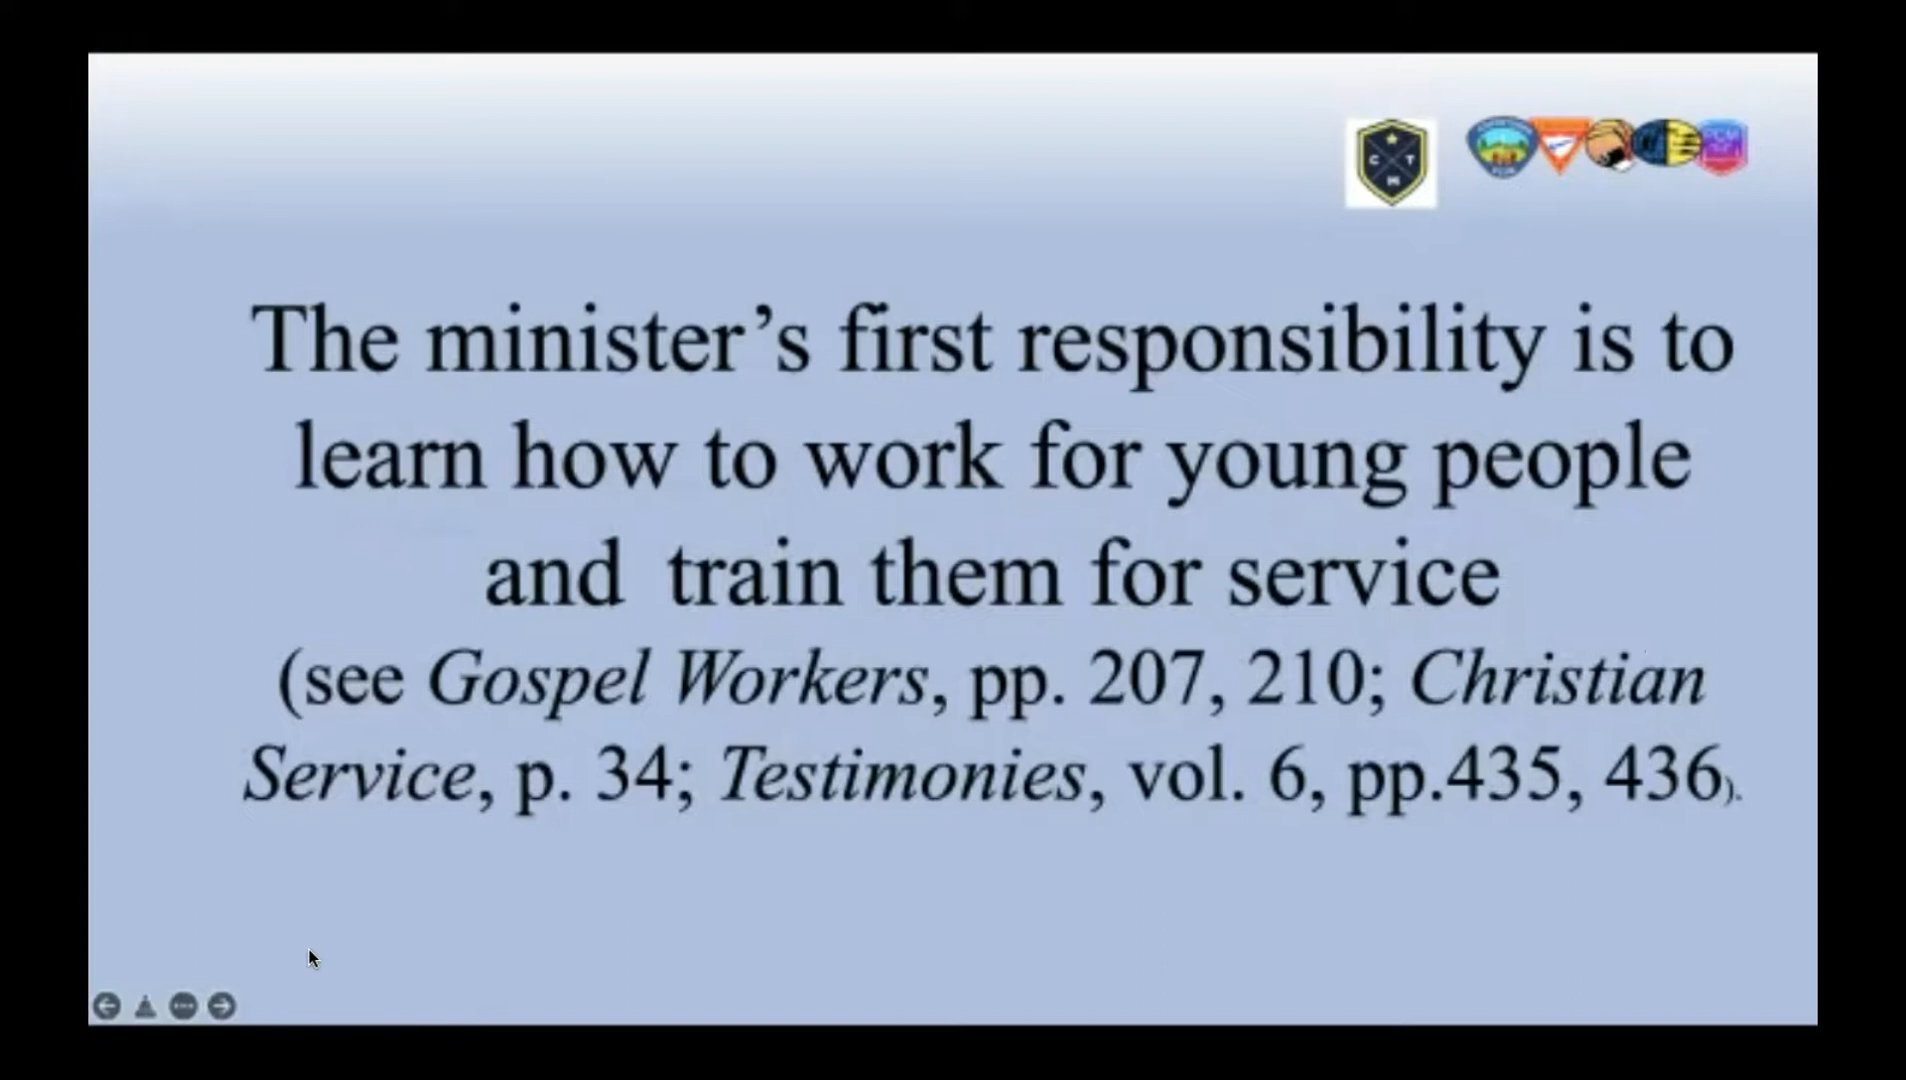 C T
M
PCM
The minister’s first responsibility is to
learn how to work for young people
and train them for service
(see Gospel Workers, pp. 207, 210; Christian
Service, p. 34; Testimonies, vol. 6, pp.435, 436).